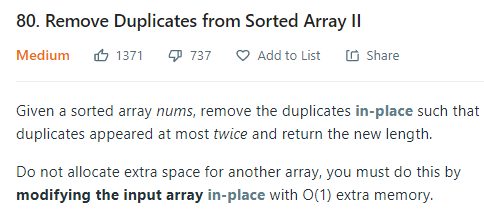 80. Remove Duplicates from Sorted Array II
Medium 1371 737 Add to List Share
Given a sorted array nums, remove the duplicates in-place such that
duplicates appeared at most twice and return the new length.
Do not allocate extra space for another array, you must do this by
modifying the input array in-place with O(1) extra memory.